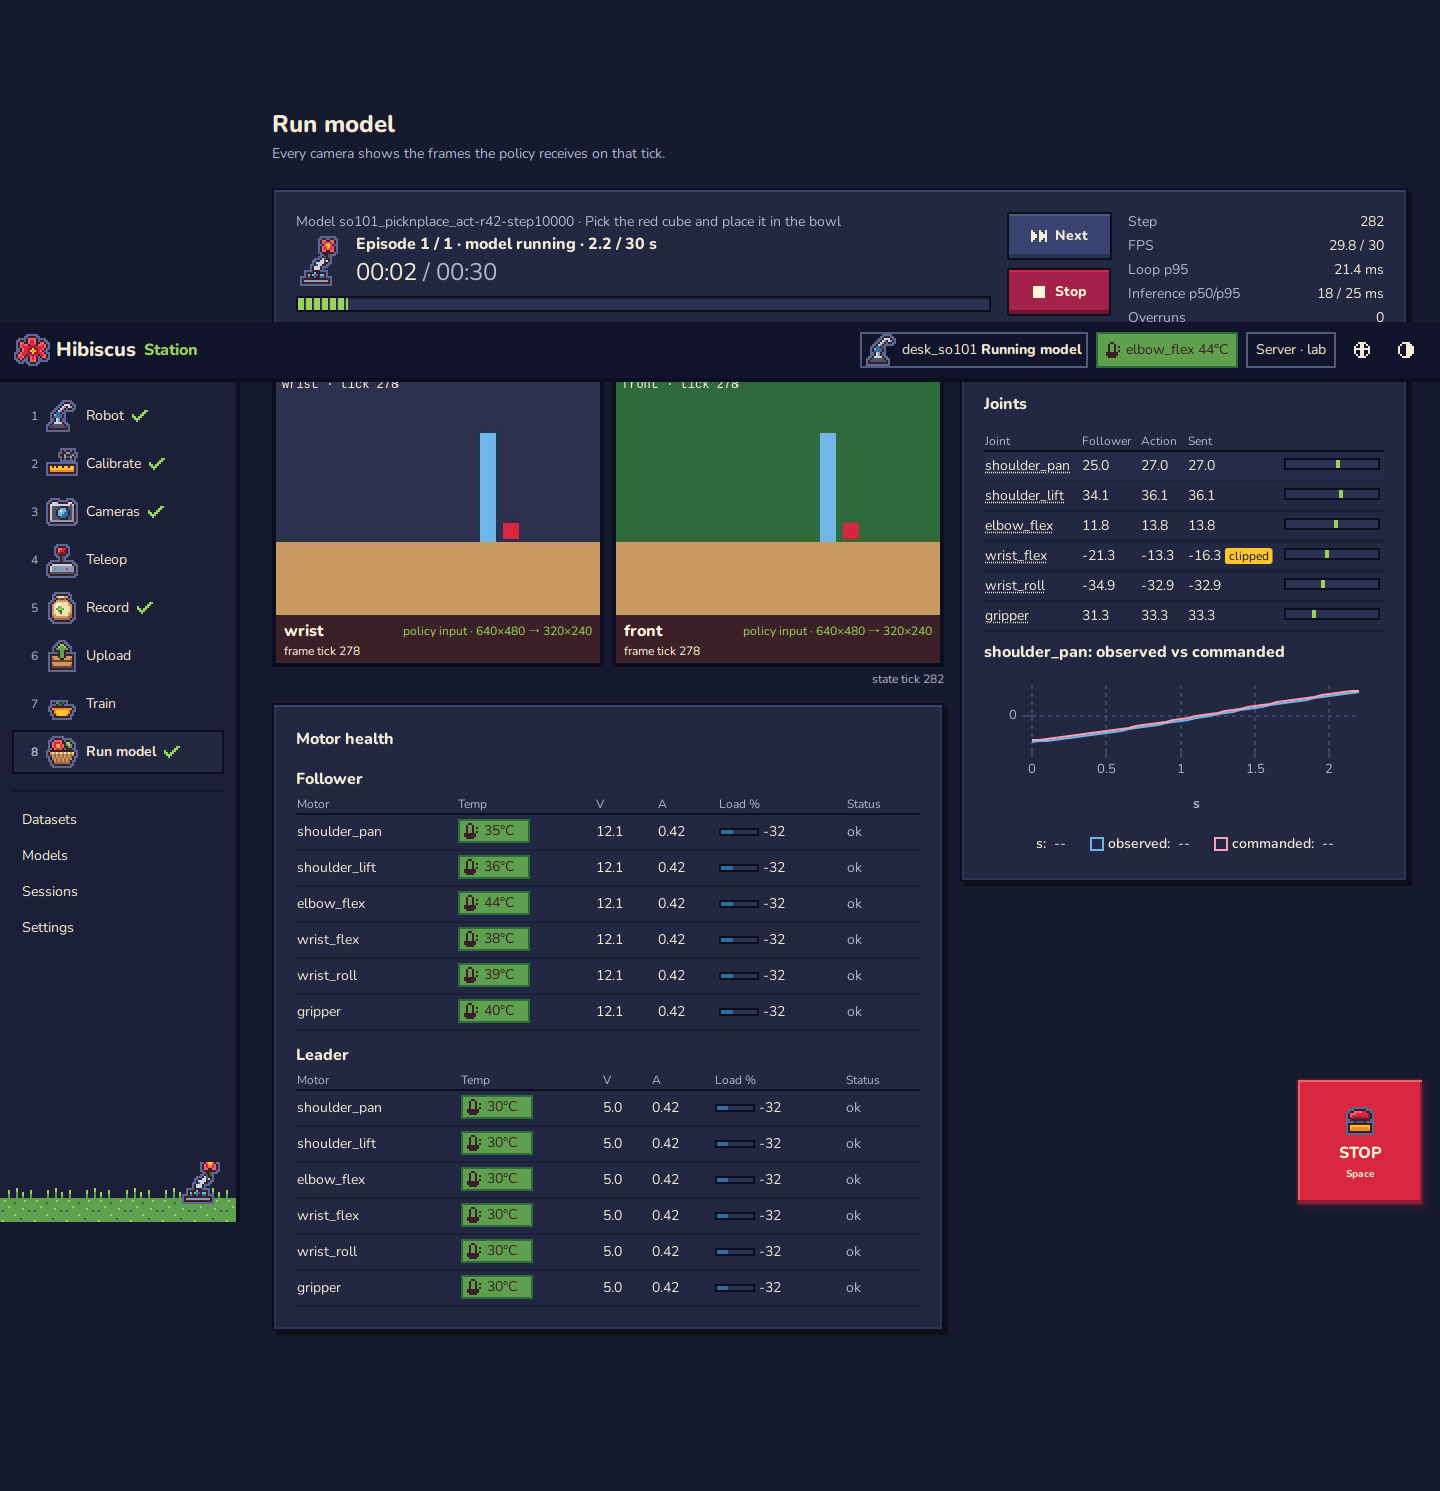 Run model
Every camera shows the frames the policy receives on that tick.
Model so101_picknplace_act-r42-step10000 · Pick the red cube and place it in the bowl
Episode 1 / 1 · model running · 2.2 / 30 s
00:02 / 00:30
Next
Stop
Step 282
FPS 29.8 / 30
Loop p95 21.4 ms
Inference p50/p95 18 / 25 ms
Overruns 0
Hibiscus Station
desk_so101 Running model
elbow_flex 44°C
Server · lab
1 Robot
2 Calibrate
3 Cameras
4 Teleop
5 Record
6 Upload
7 Train
8 Run model
Datasets
Models
Sessions
Settings
wrist · tick 278
front · tick 278
wrist policy input · 640×480 → 320×240
frame tick 278
front policy input · 640×480 → 320×240
frame tick 278
state tick 282
Motor health
Follower
Motor Temp V A Load % Status
shoulder_pan 35°C 12.1 0.42 -32 ok
shoulder_lift 36°C 12.1 0.42 -32 ok
elbow_flex 44°C 12.1 0.42 -32 ok
wrist_flex 38°C 12.1 0.42 -32 ok
wrist_roll 39°C 12.1 0.42 -32 ok
gripper 40°C 12.1 0.42 -32 ok
Leader
Motor Temp V A Load % Status
shoulder_pan 30°C 5.0 0.42 -32 ok
shoulder_lift 30°C 5.0 0.42 -32 ok
elbow_flex 30°C 5.0 0.42 -32 ok
wrist_flex 30°C 5.0 0.42 -32 ok
wrist_roll 30°C 5.0 0.42 -32 ok
gripper 30°C 5.0 0.42 -32 ok
Joints
Joint Follower Action Sent
shoulder_pan 25.0 27.0 27.0
shoulder_lift 34.1 36.1 36.1
elbow_flex 11.8 13.8 13.8
wrist_flex -21.3 -13.3 -16.3 clipped
wrist_roll -34.9 -32.9 -32.9
gripper 31.3 33.3 33.3
shoulder_pan: observed vs commanded
0
0 0.5 1 1.5 2
s
s: -- observed: -- commanded: --
STOP
Space